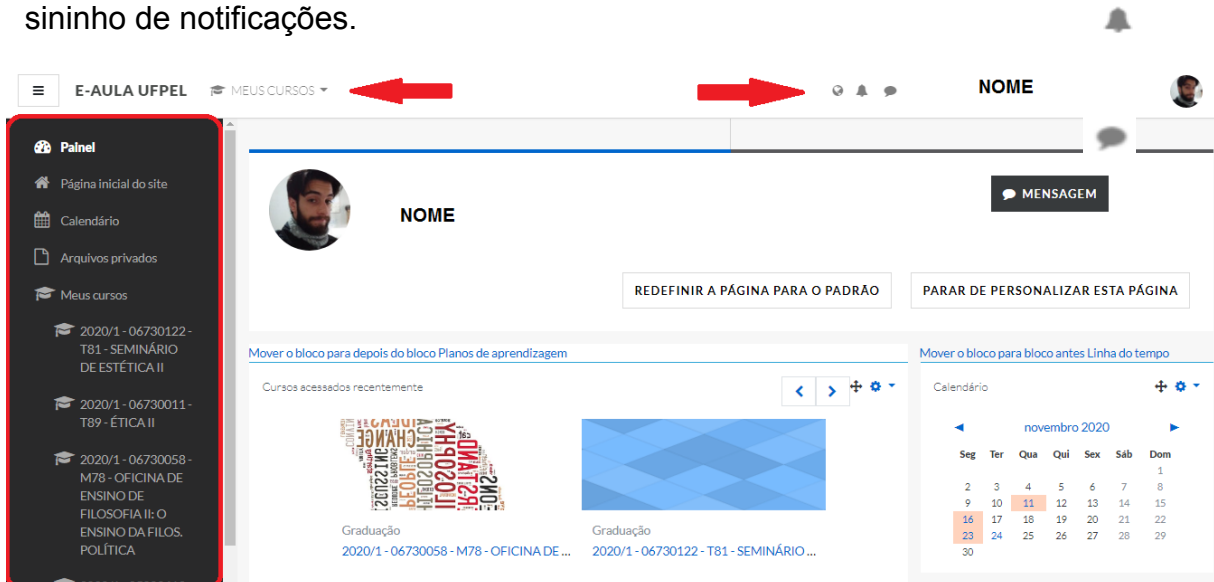 sininho de notificações.
E-AULA UFPEL MEUS CURSOS NOME
Painel
Página inicial do site
Calendário
Arquivos privados
Meus cursos
2020/1 - 06730122 -
T81 - SEMINÁRIO
DE ESTÉTICA II
2020/1 - 06730011 -
T89 - ÉTICA II
2020/1 - 06730058 -
M78 - OFICINA DE
ENSINO DE
FILOSOFIA II: O
ENSINO DA FILOS.
POLÍTICA
NOME
MENSAGEM
REDEFINIR A PÁGINA PARA O PADRÃO
PARAR DE PERSONALIZAR ESTA PÁGINA
Mover o bloco para depois do bloco Planos de aprendizagem
Cursos acessados recentemente
CHANGE
PEOPLE
Graduação
2020/1 - 06730058 - M78 - OFICINA DE ...
Graduação
2020/1 - 06730122 - T81 - SEMINÁRIO ...
Mover o bloco para bloco antes Linha do tempo
Calendário
novembro 2020
Seg Ter Qua Qui Sex Sáb Dom
1
2 3 4 5 6 7 8
9 10 11 12 13 14 15
16 17 18 19 20 21 22
23 24 25 26 27 28 29
30